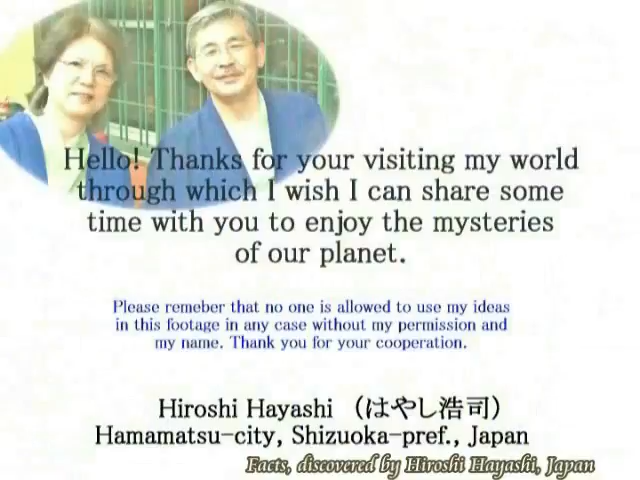 Hello! Thanks for your visiting my world
through which I wish I can share some
time with you to enjoy the mysteries
of our planet.
Please remeber that no one is allowed to use my ideas
in this footage in any case without my permission and
my name. Thank you for your cooperation.
Hiroshi Hayashi （はやし浩司）
Hamamatsu-city, Shizuoka-pref., Japan
Facts, discovered by Hiroshi Hayashi, Japan